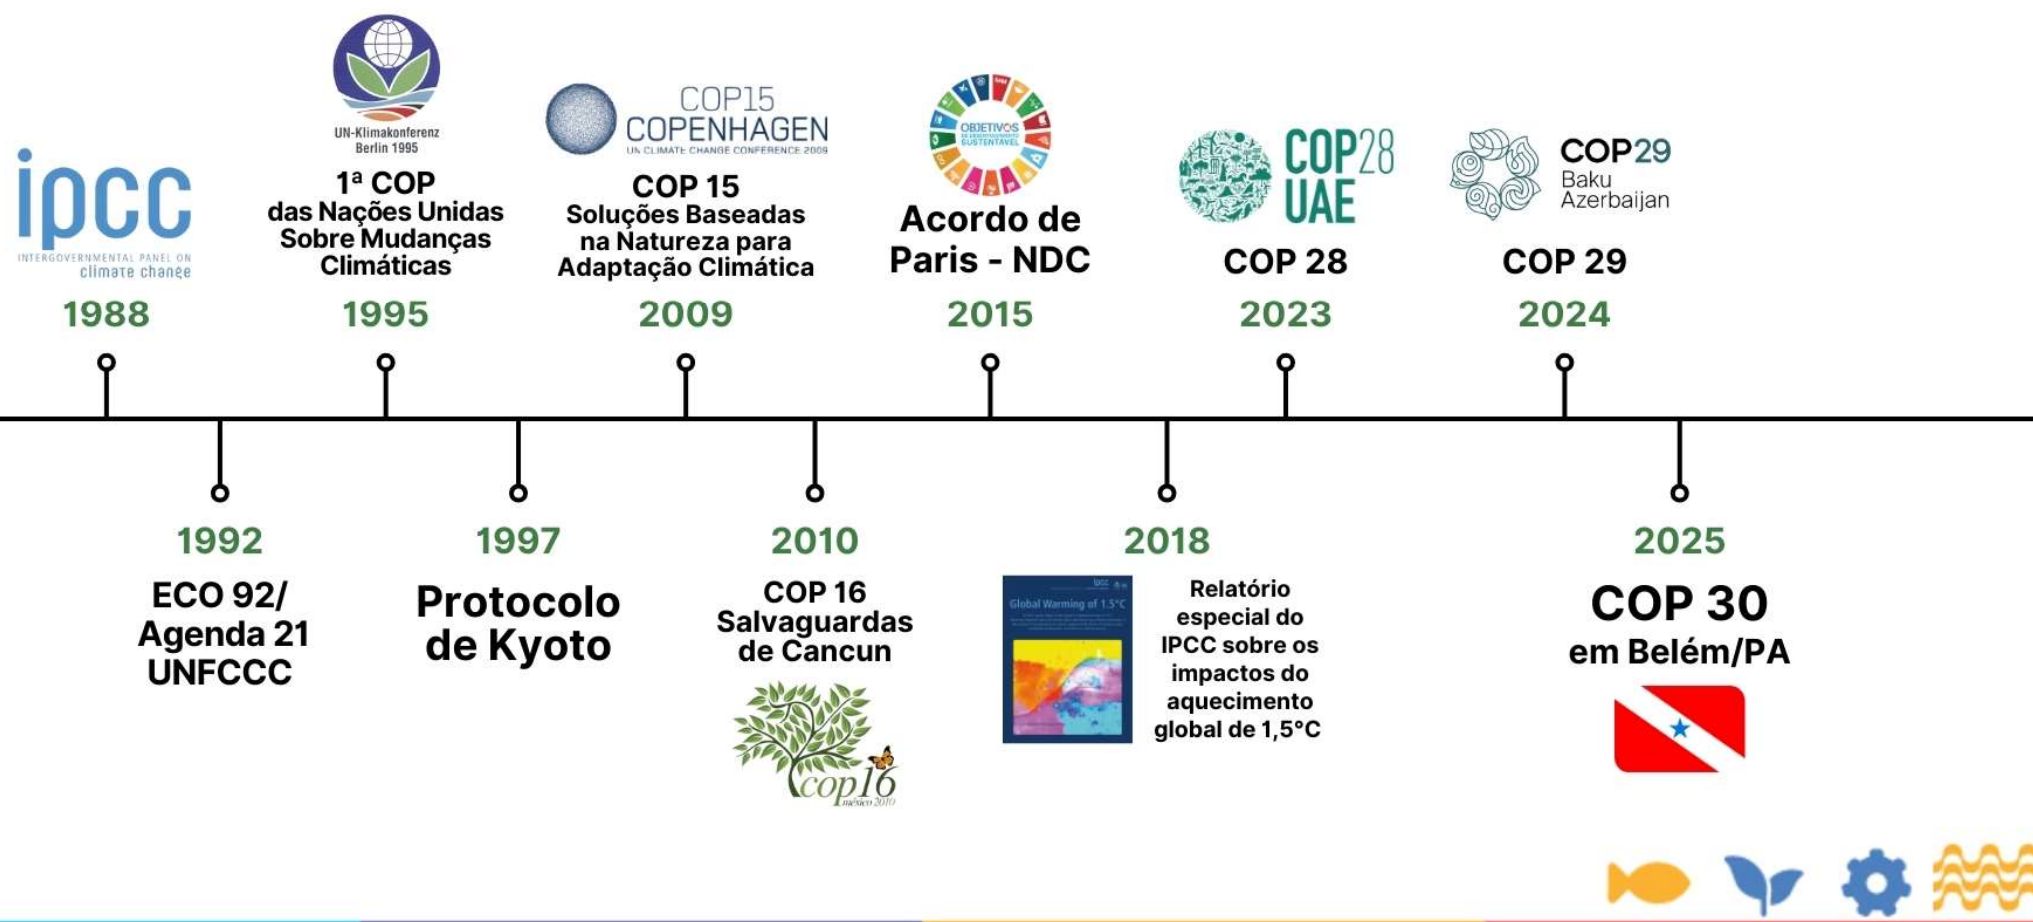 ipcc
INTERGOVERNMENTAL PANEL ON
climate change
1988
UN-Klimakonferenz
Berlin 1995
1ª COP
das Nações Unidas
Sobre Mudanças
Climáticas
1995
COP15
COPENHAGEN
UN CLIMATE CHANGE CONFERENCE 2009
COP 15
Soluções Baseadas
na Natureza para
Adaptação Climática
2009
OBJETIVOS
DE DESENVOLVIMENTO
SUSTENTÁVEL
Acordo de
Paris - NDC
2015
COP28
UAE
COP 28
2023
COP29
Baku
Azerbaijan
COP 29
2024
1992
ECO 92/
Agenda 21
UNFCCC
1997
Protocolo
de Kyoto
2010
COP 16
Salvaguardas
de Cancun
cop16
méxico 2010
2018
ipcc
Global Warming of 1.5°C
Relatório
especial do
IPCC sobre os
impactos do
aquecimento
global de 1,5°C
2025
COP 30
em Belém/PA